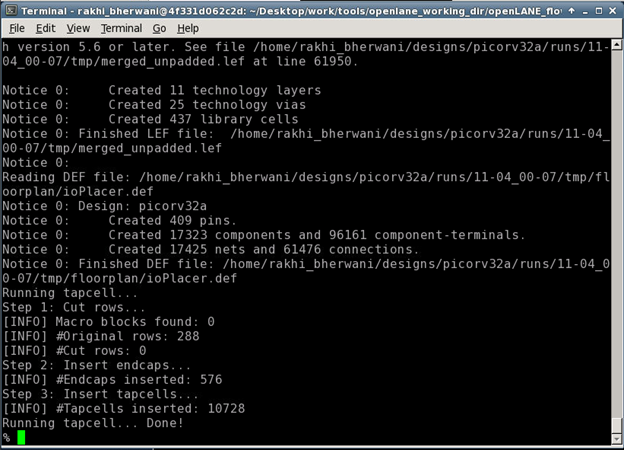 Terminal - rakhi_bherwani@4f331d062c2d: ~/Desktop/work/tools/openlane_working_dir/openLANE_flo
File Edit View Terminal Go Help
h version 5.6 or later. See file /home/rakhi_bherwani/designs/picorv32a/runs/11-
04_00-07/tmp/merged_unpadded.lef at line 61950.
Notice 0:     Created 11 technology layers
Notice 0:     Created 25 technology vias
Notice 0:     Created 437 library cells
Notice 0: Finished LEF file:  /home/rakhi_bherwani/designs/picorv32a/runs/11-04_
00-07/tmp/merged_unpadded.lef
Notice 0:
Reading DEF file: /home/rakhi_bherwani/designs/picorv32a/runs/11-04_00-07/tmp/fl
oorplan/ioPlacer.def
Notice 0: Design: picorv32a
Notice 0:     Created 409 pins.
Notice 0:     Created 17323 components and 96161 component-terminals.
Notice 0:     Created 17425 nets and 61476 connections.
Notice 0: Finished DEF file: /home/rakhi_bherwani/designs/picorv32a/runs/11-04_0
0-07/tmp/floorplan/ioPlacer.def
Running tapcell...
Step 1: Cut rows...
[INFO] Macro blocks found: 0
[INFO] #Original rows: 288
[INFO] #Cut rows: 0
Step 2: Insert endcaps...
[INFO] #Endcaps inserted: 576
Step 3: Insert tapcells...
[INFO] #Tapcells inserted: 10728
Running tapcell... Done!
%